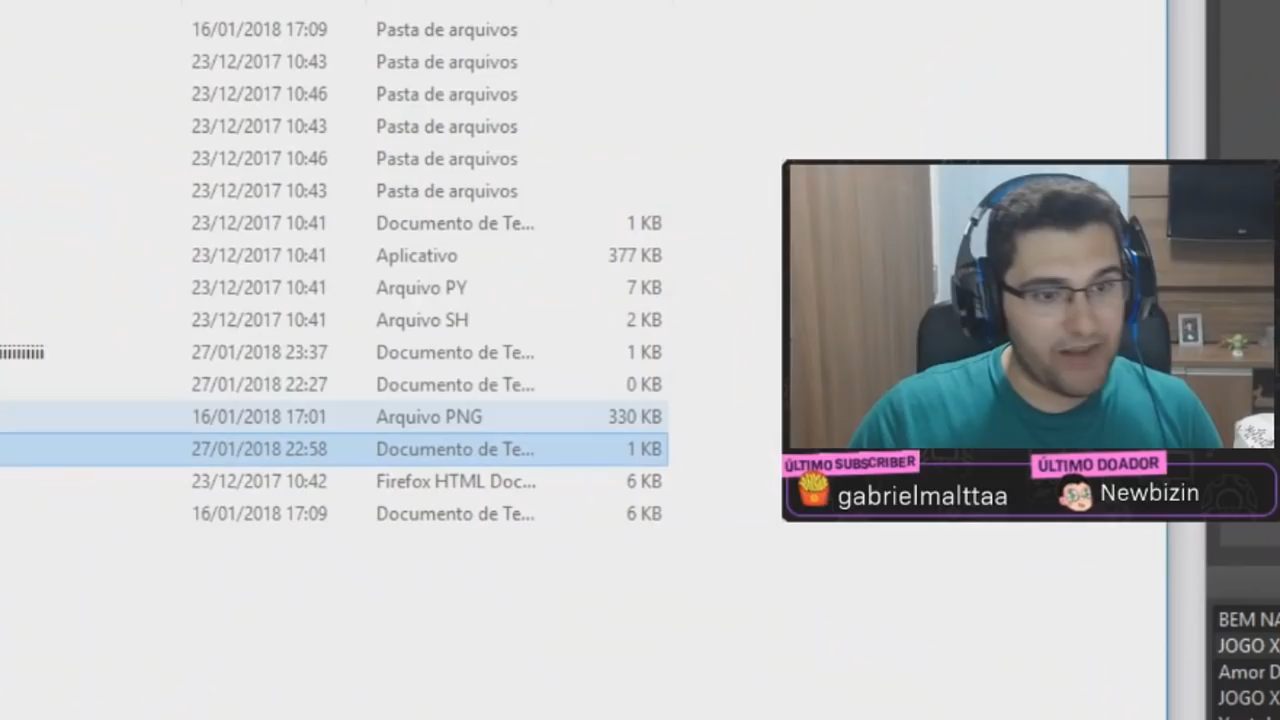 16/01/2018 17:09 Pasta de arquivos
23/12/2017 10:43 Pasta de arquivos
23/12/2017 10:46 Pasta de arquivos
23/12/2017 10:43 Pasta de arquivos
23/12/2017 10:46 Pasta de arquivos
23/12/2017 10:43 Pasta de arquivos
23/12/2017 10:41 Documento de Te... 1 KB
23/12/2017 10:41 Aplicativo 377 KB
23/12/2017 10:41 Arquivo PY 7 KB
23/12/2017 10:41 Arquivo SH 2 KB
27/01/2018 23:37 Documento de Te... 1 KB
27/01/2018 22:27 Documento de Te... 0 KB
16/01/2018 17:01 Arquivo PNG 330 KB
27/01/2018 22:58 Documento de Te... 1 KB
23/12/2017 10:42 Firefox HTML Doc... 6 KB
16/01/2018 17:09 Documento de Te... 6 KB
ÚLTIMO SUBSCRIBER
gabrielmalttaa
ÚLTIMO DOADOR
Newbizin
BEM NA
JOGO X
Amor D
JOGO X